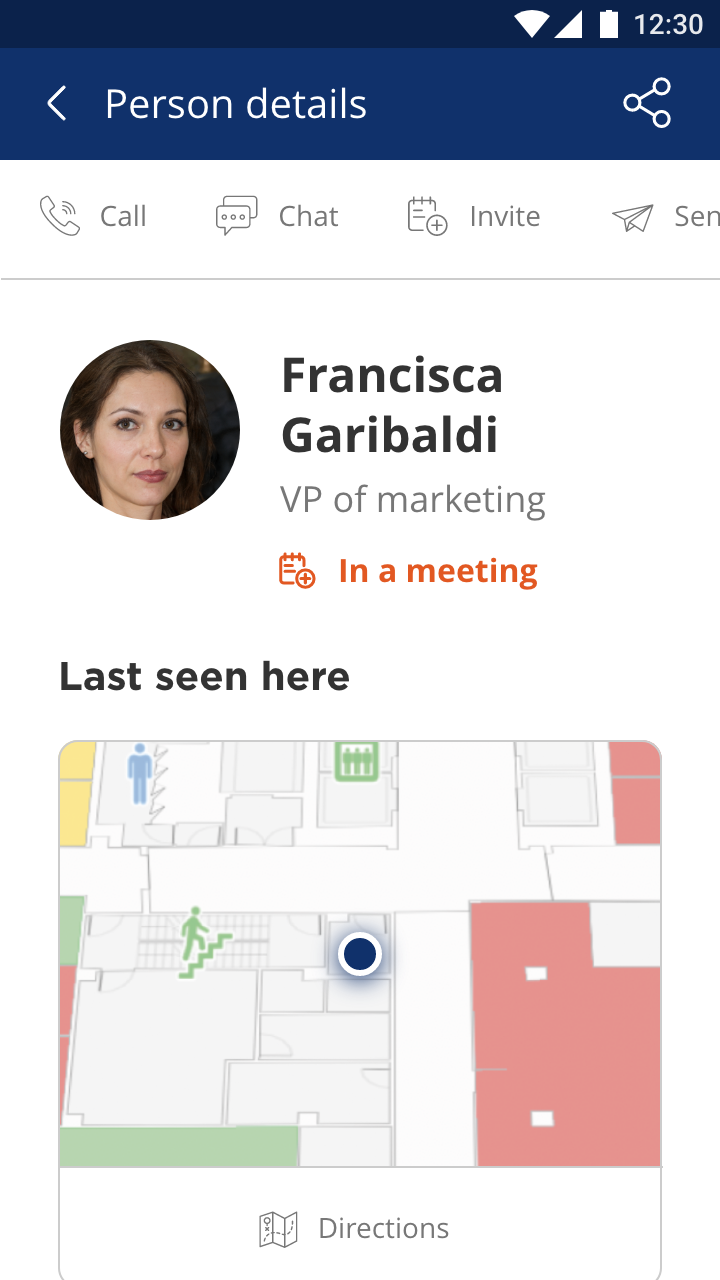 12:30
Person details
Call Chat Invite Sen
Francisca
Garibaldi
VP of marketing
In a meeting
Last seen here
Directions